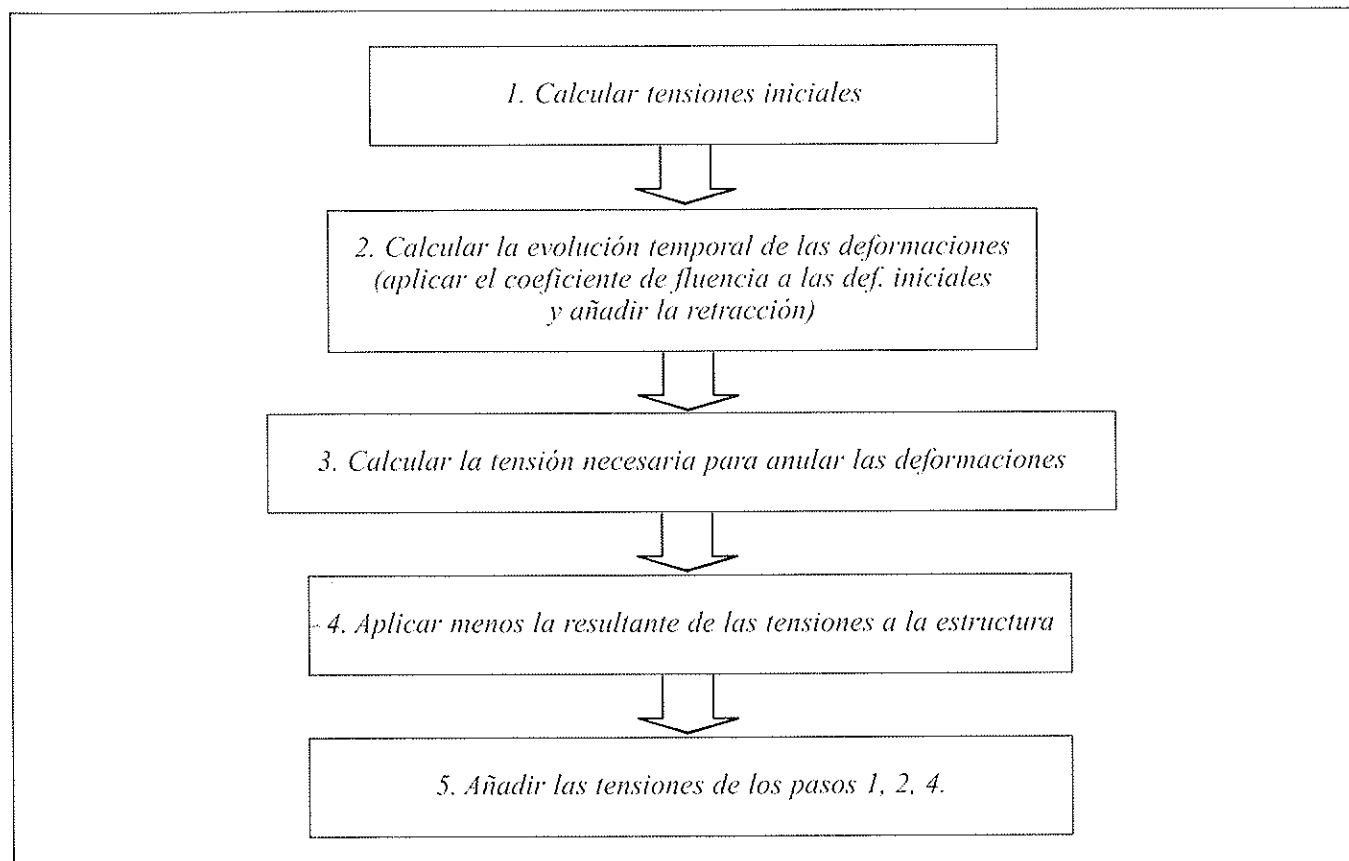 1. Calcular tensiones iniciales
2. Calcular la evolución temporal de las deformaciones
(aplicar el coeficiente de fluencia a las def. iniciales
y añadir la retracción)
3. Calcular la tensión necesaria para anular las deformaciones
4. Aplicar menos la resultante de las tensiones a la estructura
5. Añadir las tensiones de los pasos 1, 2, 4.